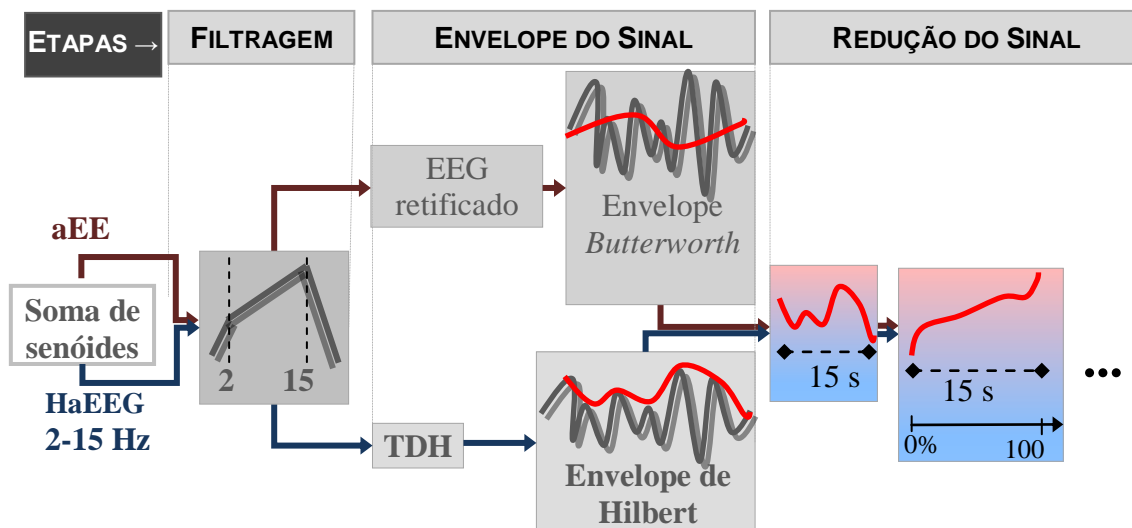 ETAPAS →
FILTRAGEM
ENVELOPE DO SINAL
REDUÇÃO DO SINAL
aEE
Soma de
senóides
HaEEG
2-15 Hz
2
15
EEG
retificado
Envelope
Butterworth
TDH
Envelope de
Hilbert
15 s
15 s
0%
100
...